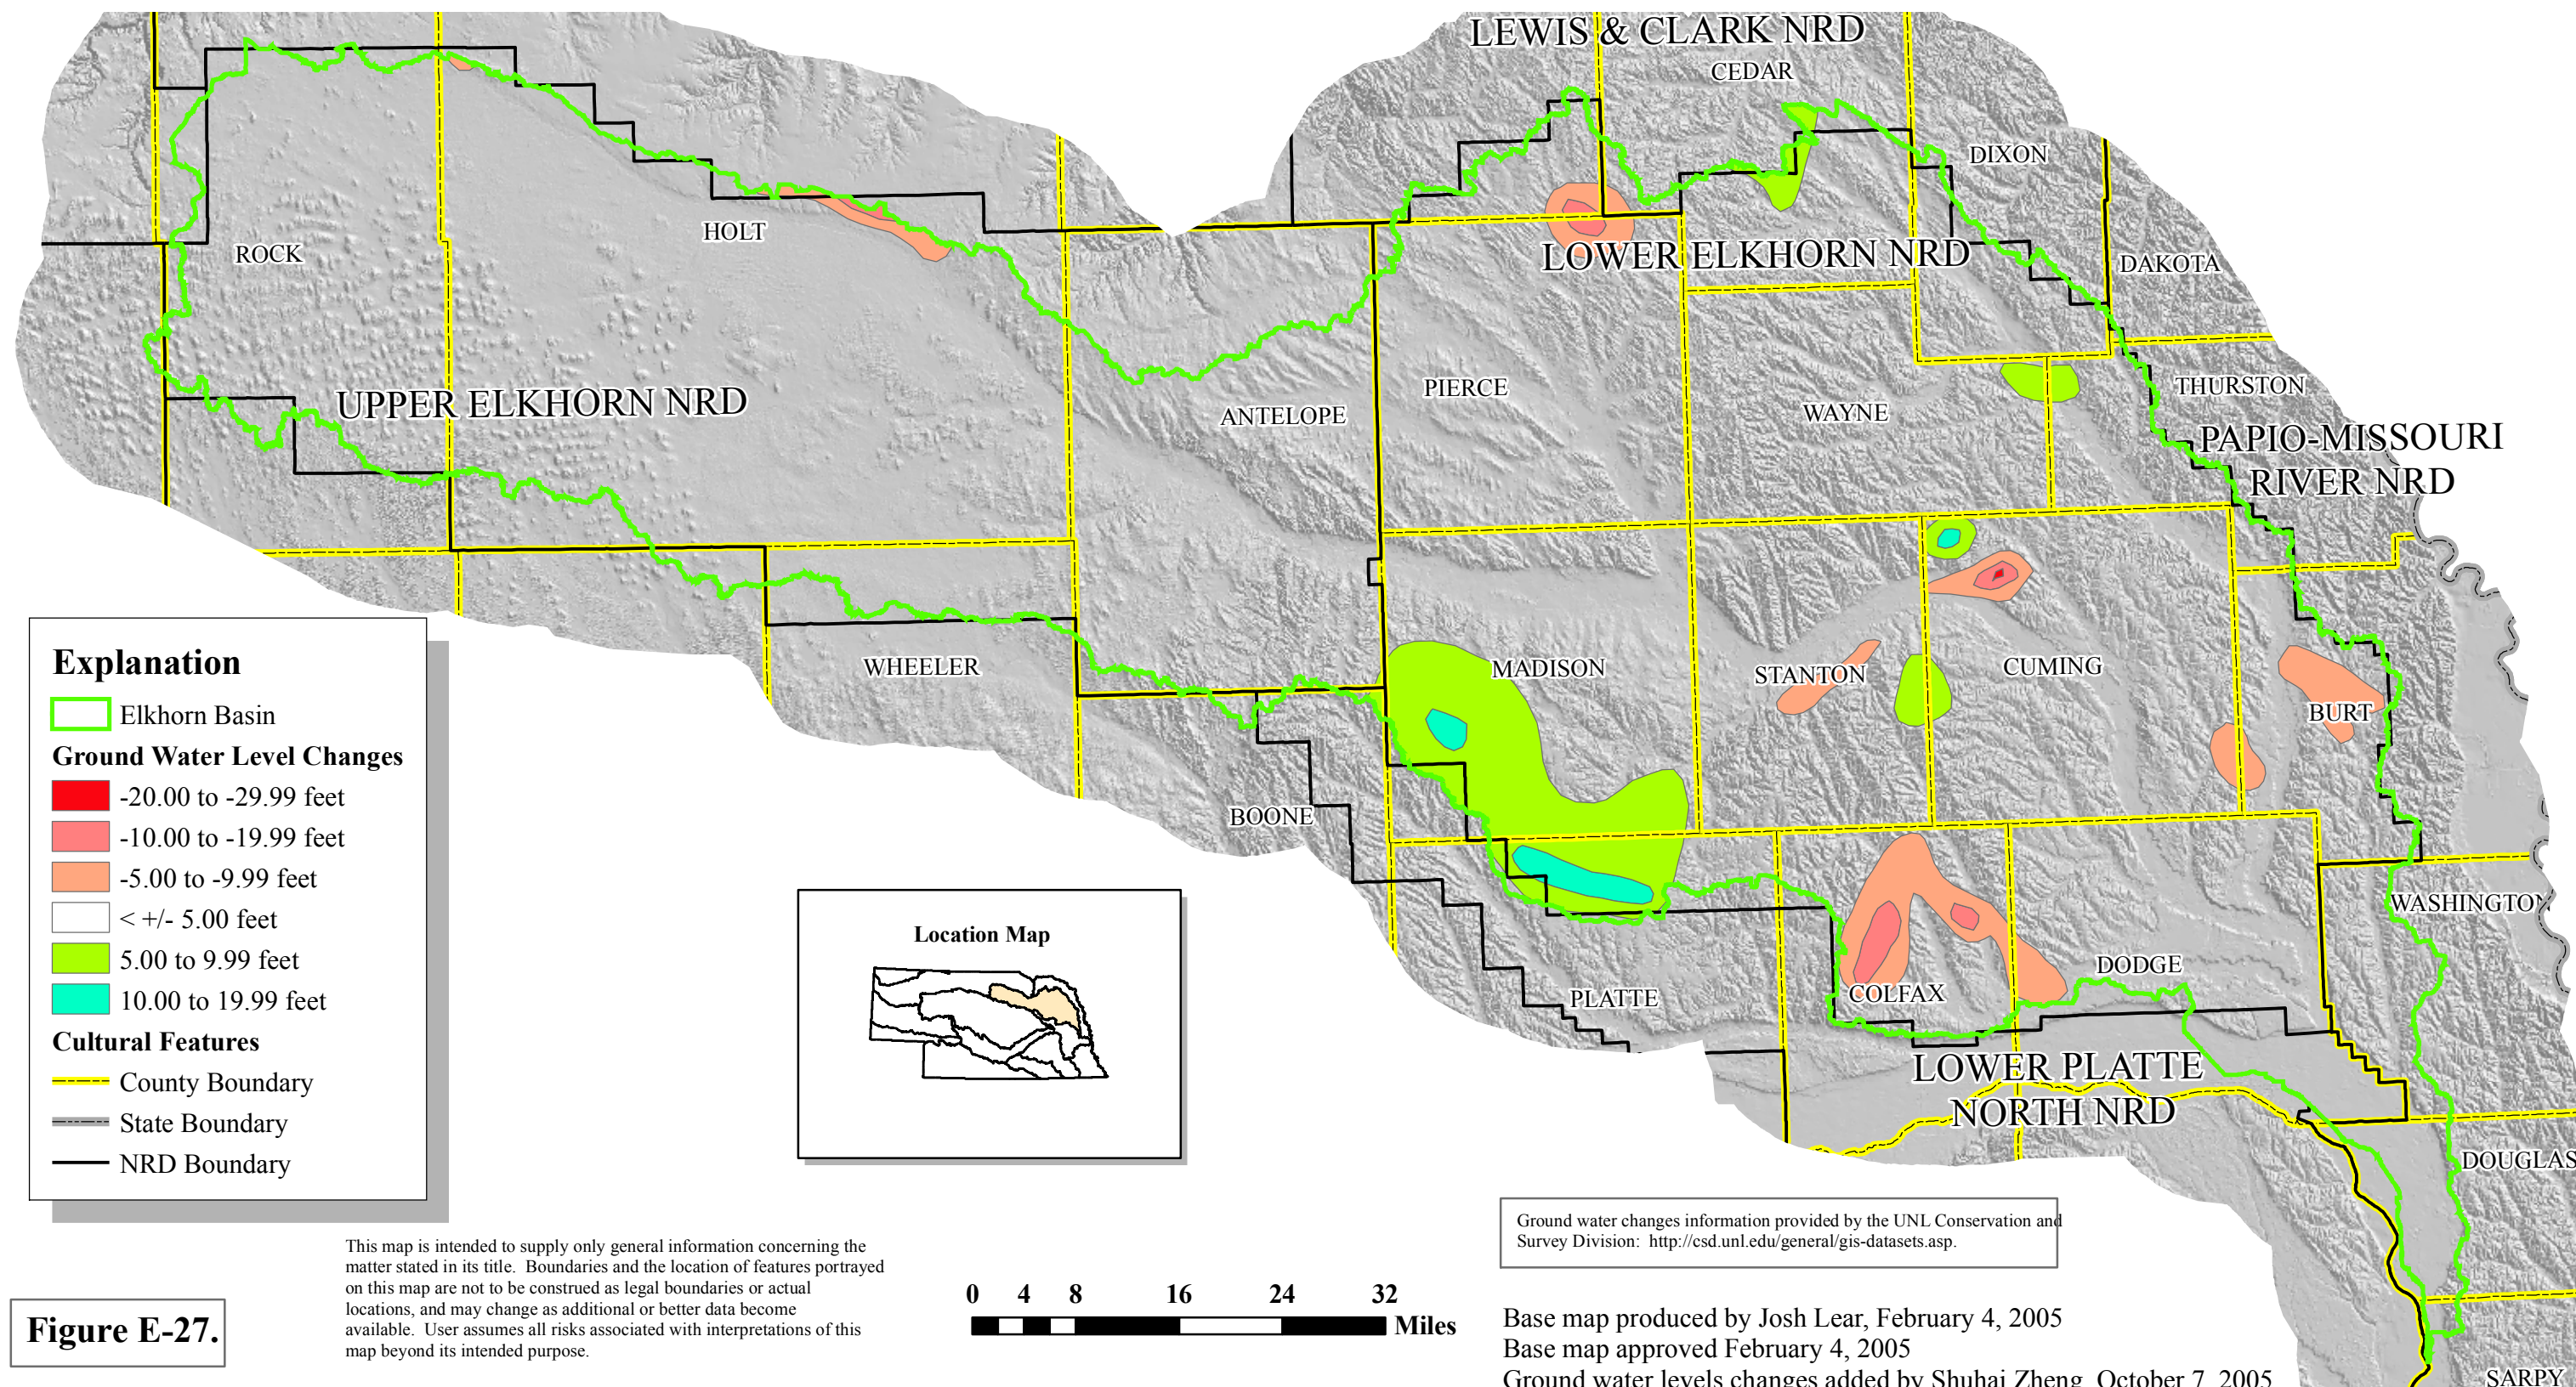 LEWIS & CLARK NRD
CEDAR
DIXON
DAKOTA
ROCK
HOLT
LOWER ELKHORN NRD
UPPER ELKHORN NRD
ANTELOPE
PIERCE
WAYNE
THURSTON
PAPIO-MISSOURI
RIVER NRD
WHEELER
MADISON
STANTON
CUMING
BURT
BOONE
WASHINGTON
PLATTE
COLFAX
DODGE
LOWER PLATTE
NORTH NRD
DOUGLAS
SARPY
Explanation
Elkhorn Basin
Ground Water Level Changes
-20.00 to -29.99 feet
-10.00 to -19.99 feet
-5.00 to -9.99 feet
< +/- 5.00 feet
5.00 to 9.99 feet
10.00 to 19.99 feet
Cultural Features
County Boundary
State Boundary
NRD Boundary
Location Map
This map is intended to supply only general information concerning the
matter stated in its title.  Boundaries and the location of features portrayed
on this map are not to be construed as legal boundaries or actual
locations, and may change as additional or better data become
available.  User assumes all risks associated with interpretations of this
map beyond its intended purpose.
Figure E-27.
0 4 8 16 24 32
Miles
Ground water changes information provided by the UNL Conservation and
Survey Division:  http://csd.unl.edu/general/gis-datasets.asp.
Base map produced by Josh Lear, February 4, 2005
Base map approved February 4, 2005
Ground water levels changes added by Shuhai Zheng, October 7, 2005